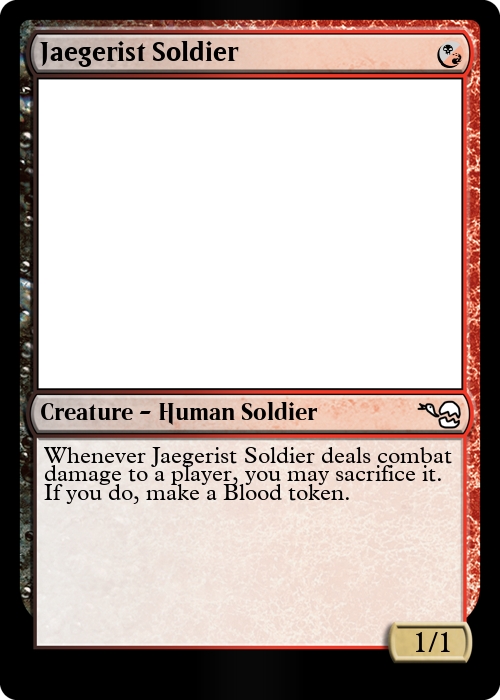 Jaegerist Soldier
Creature – Human Soldier
Whenever Jaegerist Soldier deals combat
damage to a player, you may sacrifice it.
If you do, make a Blood token.
1/1